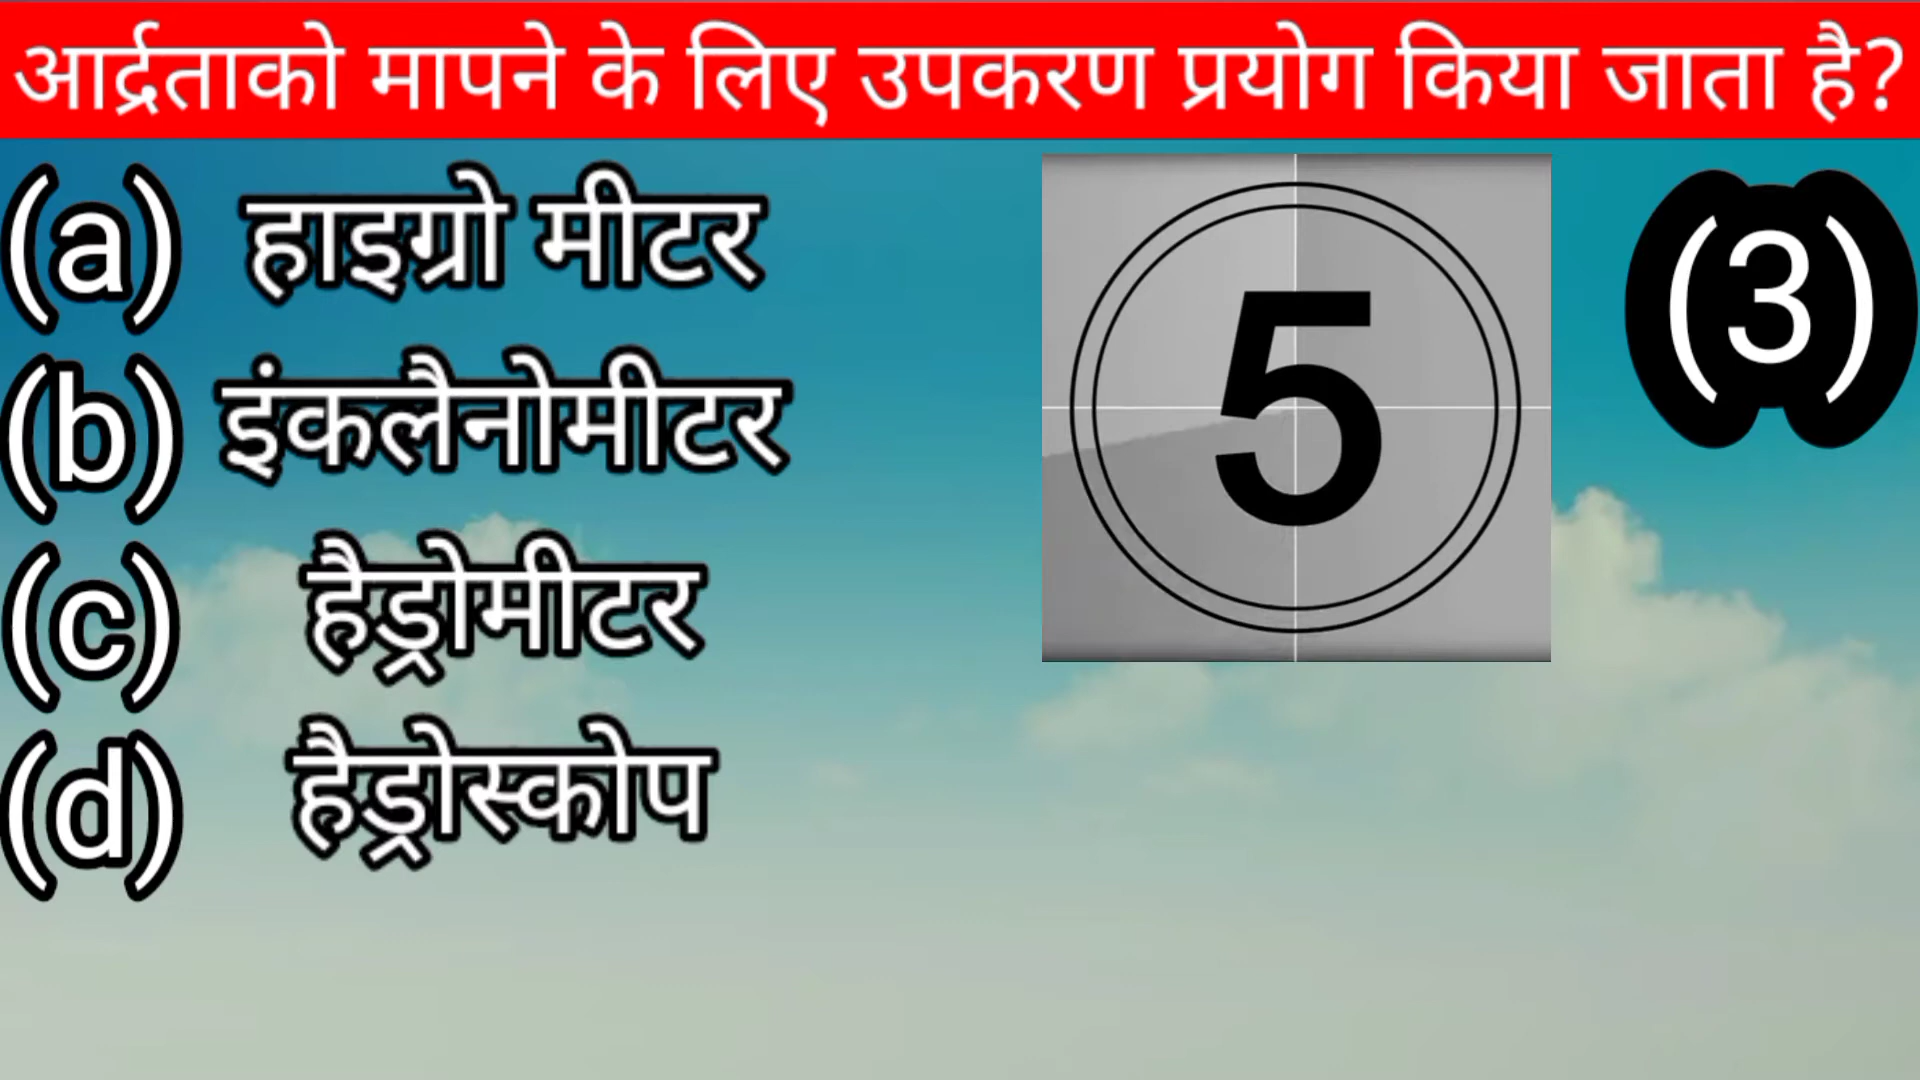 आर्द्रताको मापने के लिए उपकरण प्रयोग किया जाता है?
(a) हाइग्रो मीटर
5
(3)
(b) इंकलैनोमीटर
(c) हैड्रोमीटर
(d) हैड्रोस्कोप